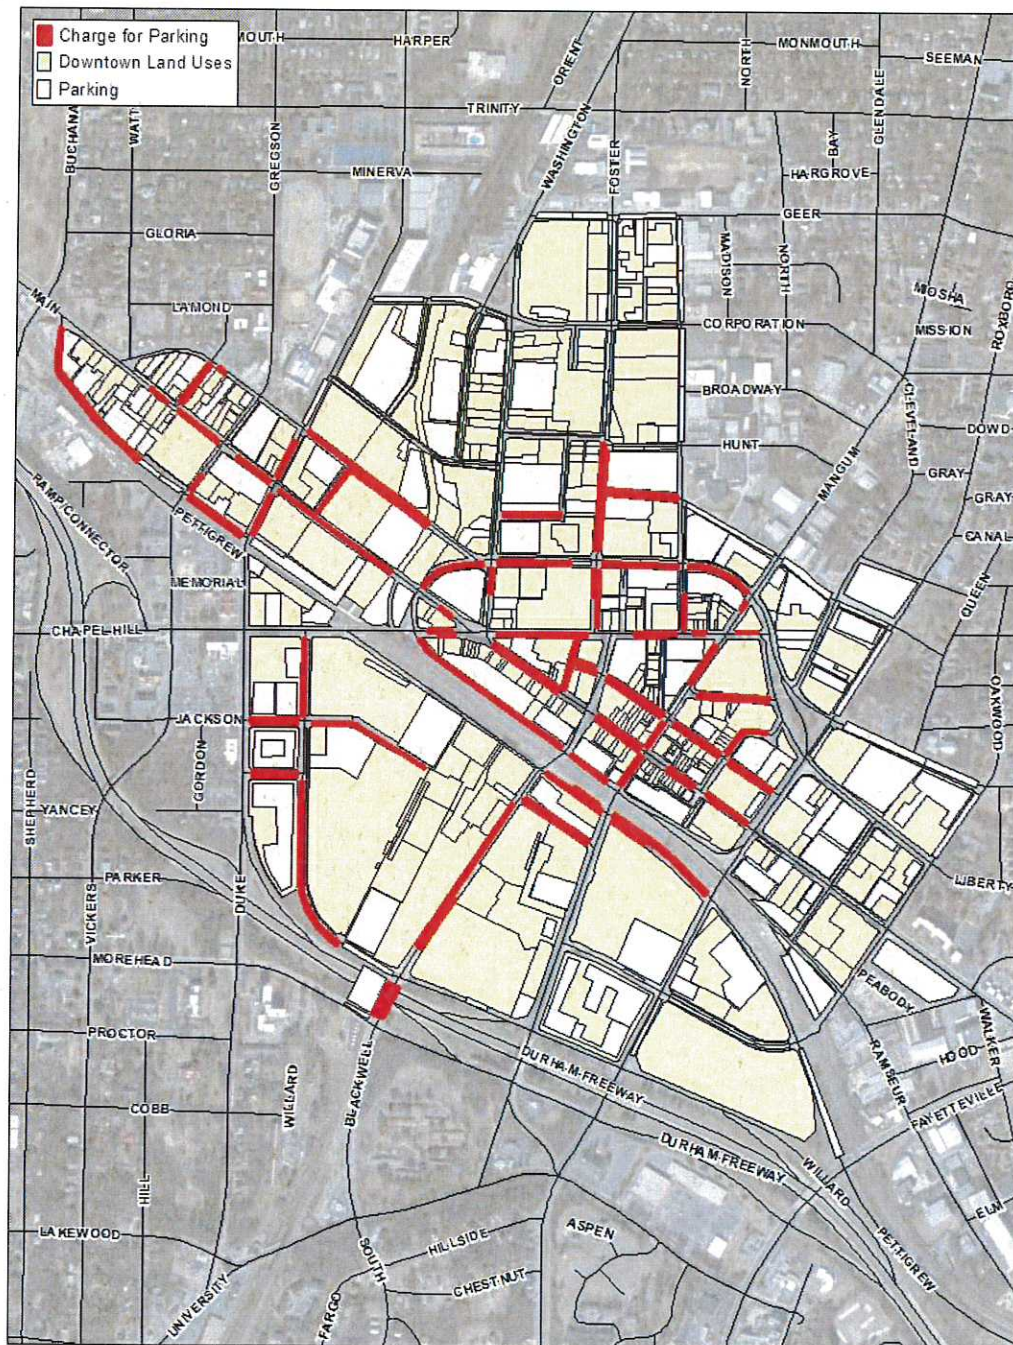 Charge for Parking
Downtown Land Uses
Parking
MOUTH
HARPER
ORIENT
NORTH
MONMOUTH
SEEMAN
BUCHANA
WATT
GREGSON
TRINITY
WASHINGTON
FOSTER
BAY
GLENDALE
MINERVA
HARGROVE
GEER
GLORIA
MADISON
NORTH
MAIN
LAMOND
CORPORATION
MISSION
ROXBORO
BROADWAY
CLEVELAND
DOWD
HUNT
MANGUM
GRAY
GRAY
RAMP/CONNECTOR
PETTIGREW
CANAL
MEMORIAL
QUEEN
CHAPEL-HILL
OAKWOOD
JACKSON
GORDON
SHEPHERD
YANCEY
PARKER
VICKERS
DUKE
LIBERTY
MOREHEAD
PEABODY
PROCTOR
WALKER
HOOD
RAMSEUR
WILLARD
BLACKWELL
DURHAM-FREEWAY
COBB
FAYETTEVILLE
DURHAM-FREEWAY
WILLARD
HILL
ELM
LAKEWOOD
SOUTH
HILLSIDE
ASPEN
PETTIGREW
UNIVERSITY
FARGO
CHESTNUT